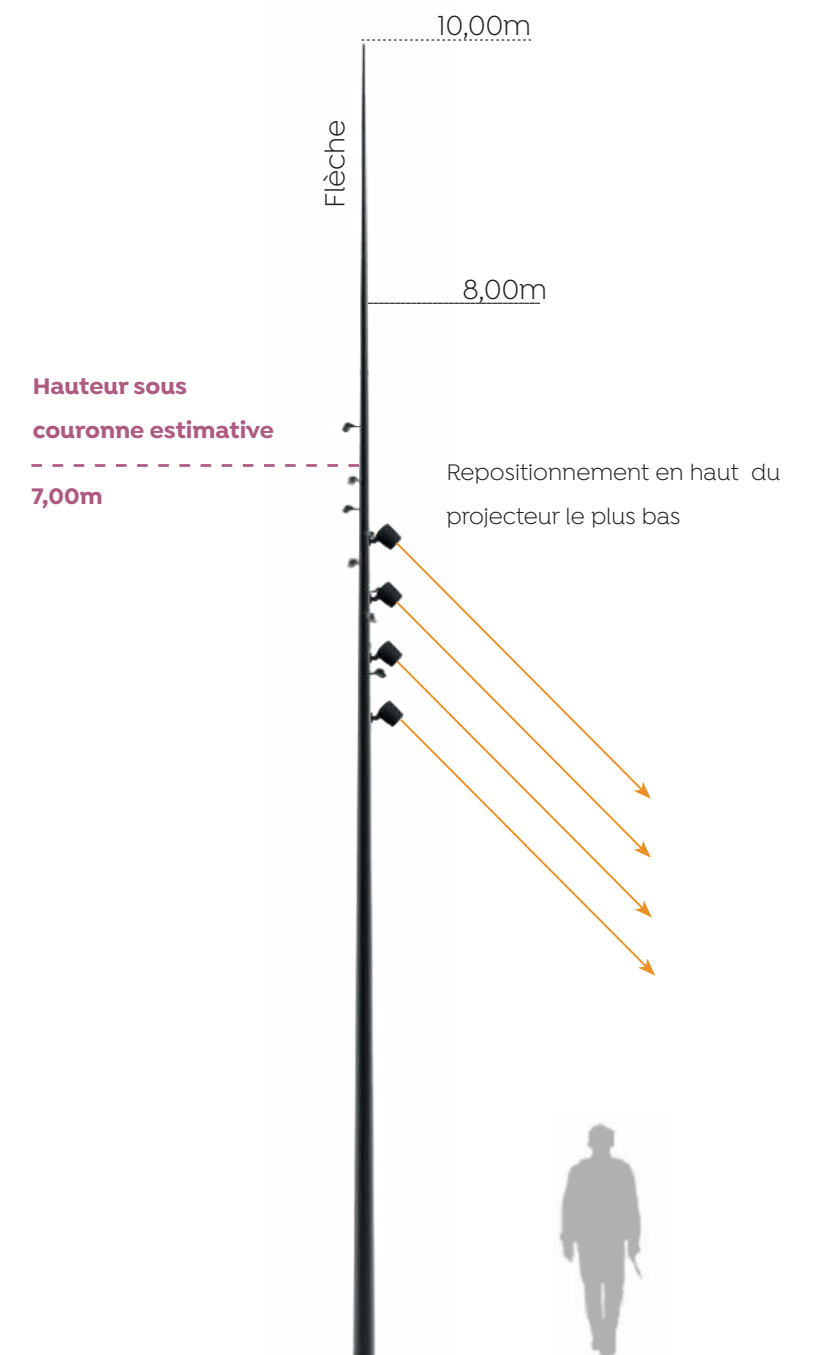 10,00m
Flèche
8,00m
Hauteur sous
couronne estimative
7,00m
Repositionnement en haut du
projecteur le plus bas